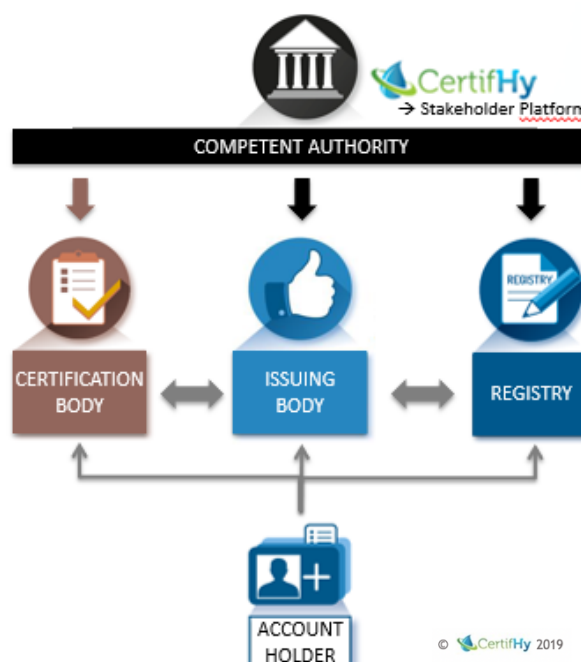 CertifHy
→ Stakeholder Platform
COMPETENT AUTHORITY
REGISTRY
CERTIFICATION
BODY
ISSUING
BODY
REGISTRY
ACCOUNT
HOLDER
© CertifHy 2019